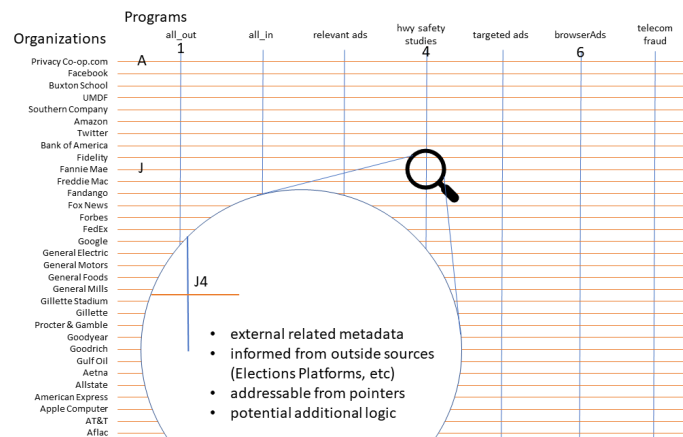 Programs
Organizations
all_out all_in relevant ads hwy safety studies targeted ads browserAds telecom fraud
1 4 6
Privacy Co-op.com A
Facebook
Buxton School
UMDF
Southern Company
Amazon
Twitter
Bank of America
Fidelity
Fannie Mae J
Freddie Mac
Fandango
Fox News
Forbes
FedEx
Google
General Electric
General Motors
General Foods
General Mills
Gillette Stadium
Gillette
Procter & Gamble
Goodyear
Goodrich
Gulf Oil
Aetna
Allstate
American Express
Apple Computer
AT&T
Aflac
J4
• external related metadata
• informed from outside sources
(Elections Platforms, etc)
• addressable from pointers
• potential additional logic